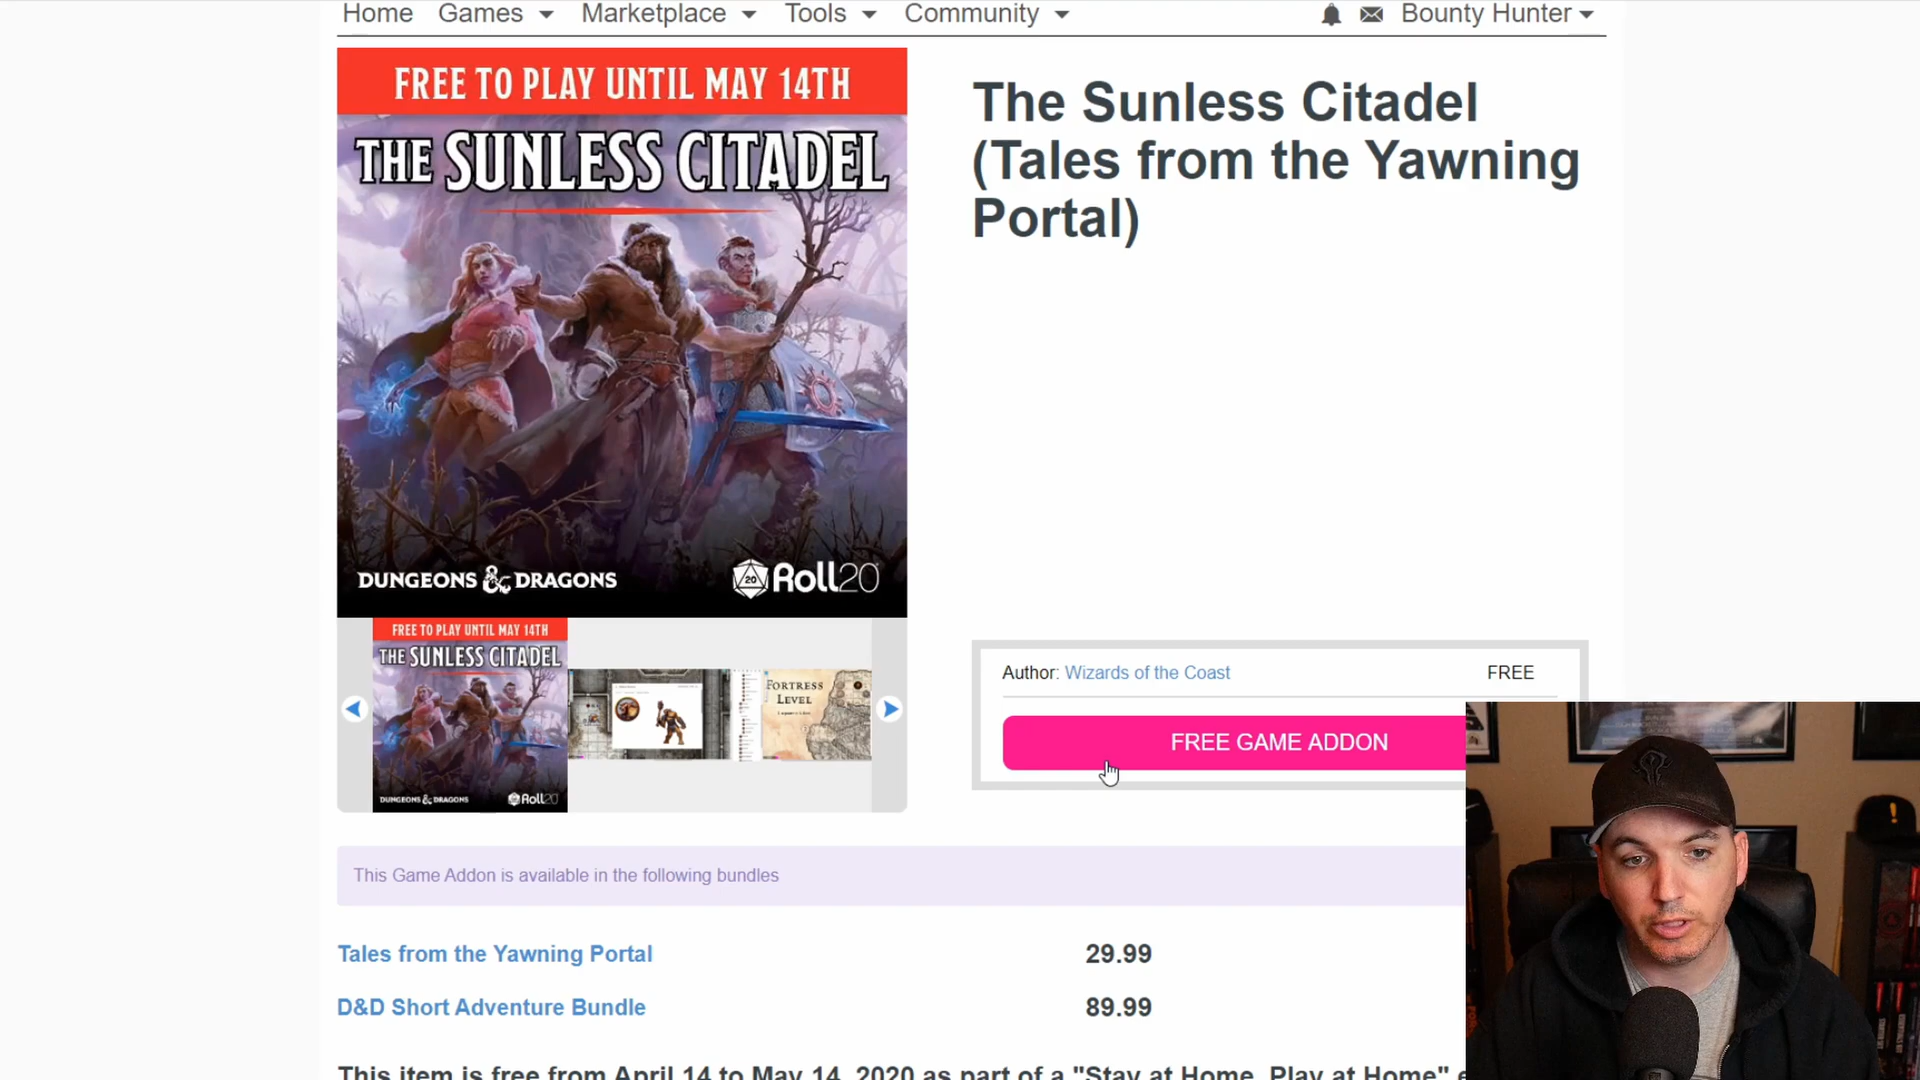 Home Games Marketplace Tools Community Bounty Hunter
FREE TO PLAY UNTIL MAY 14TH
THE SUNLESS CITADEL
DUNGEONS & DRAGONS
20 Roll20
The Sunless Citadel
(Tales from the Yawning
Portal)
FREE TO PLAY UNTIL MAY 14TH
THE SUNLESS CITADEL
DUNGEONS & DRAGONS Roll20
FORTRESS
LEVEL
Author: Wizards of the Coast FREE
FREE GAME ADDON
This Game Addon is available in the following bundles
Tales from the Yawning Portal 29.99
D&D Short Adventure Bundle 89.99
This item is free from April 14 to May 14, 2020 as part of a "Stay at Home, Play at Home"